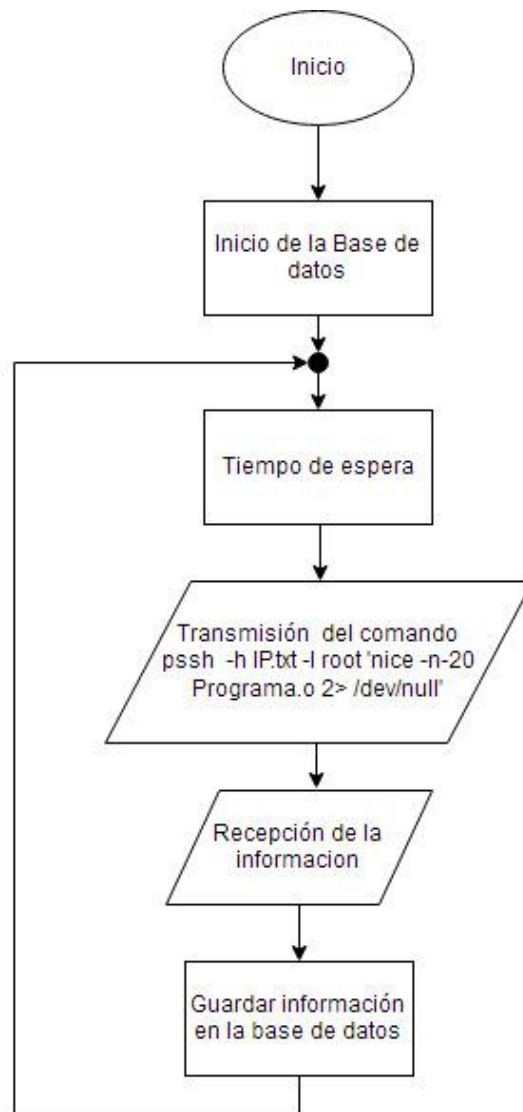 Inicio
Inicio de la Base de
datos
Tiempo de espera
Transmisión del comando
pssh -h IP.txt -l root 'nice -n-20
Programa.o 2> /dev/null'
Recepción de la
informacion
Guardar información
en la base de datos